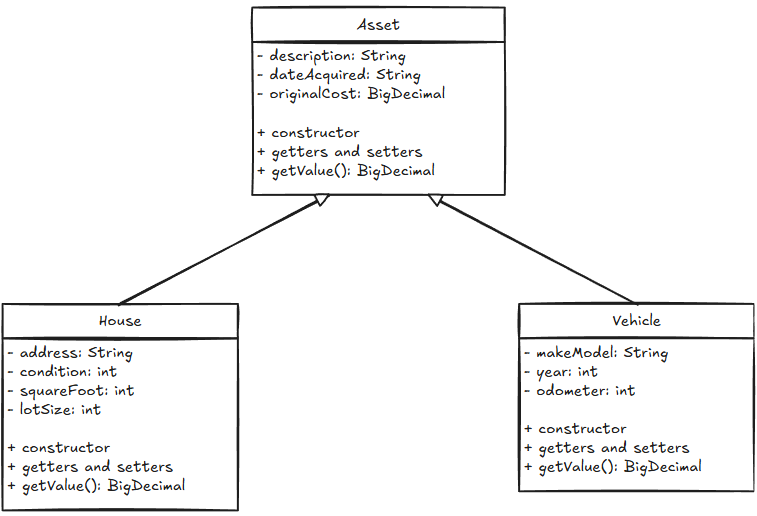 Asset
- description: String
- dateAcquired: String
- originalCost: BigDecimal
+ constructor
+ getters and setters
+ getValue(): BigDecimal
House
- address: String
- condition: int
- squareFoot: int
- lotSize: int
+ constructor
+ getters and setters
+ getValue(): BigDecimal
Vehicle
- makeModel: String
- year: int
- odometer: int
+ constructor
+ getters and setters
+ getValue(): BigDecimal